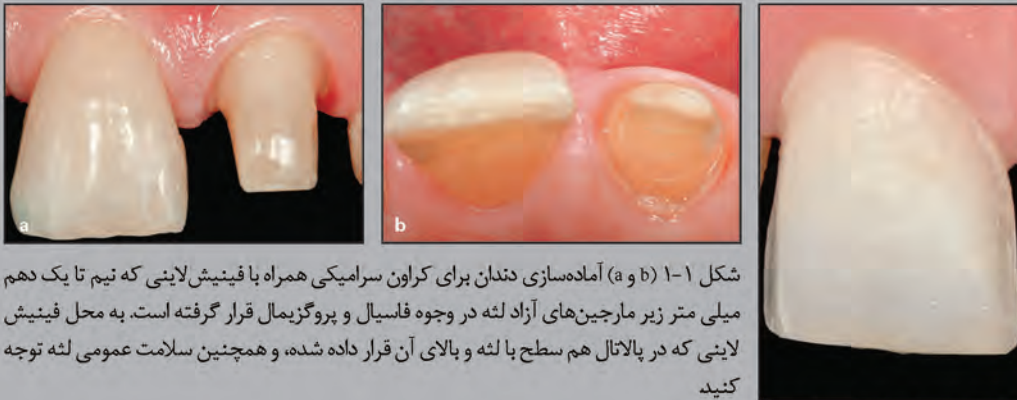 a
b
شکل ۱-۱ (a و b) آماده‌سازی دندان برای کراون سرامیکی همراه با فینیش‌لاینی که نیم تا یک دهم
میلی متر زیر مارجین‌های آزاد لثه در وجوه فاسیال و پروگزیمال قرار گرفته است. به محل فینیش
لاینی که در پالاتال هم سطح با لثه و بالای آن قرار داده شده، و همچنین سلامت عمومی لثه توجه
کنید.